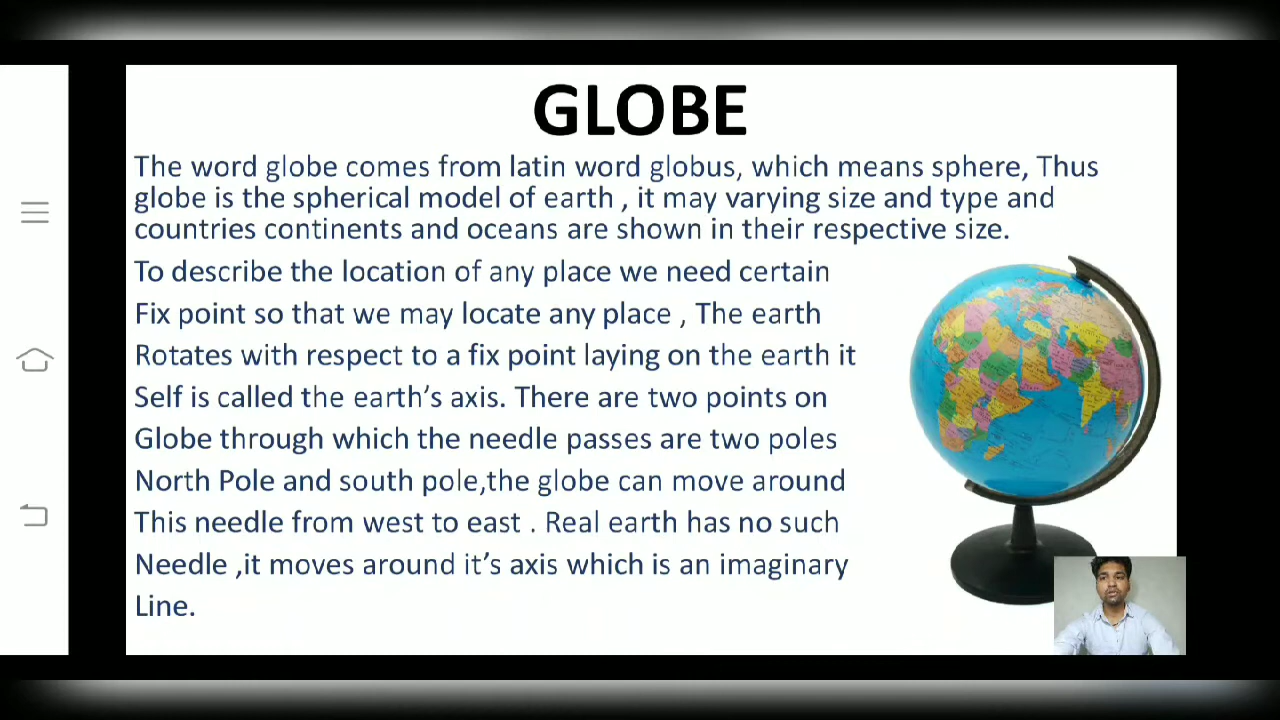 GLOBE
The word globe comes from latin word globus, which means sphere, Thus
globe is the spherical model of earth , it may varying size and type and
countries continents and oceans are shown in their respective size.
To describe the location of any place we need certain
Fix point so that we may locate any place , The earth
Rotates with respect to a fix point laying on the earth it
Self is called the earth’s axis. There are two points on
Globe through which the needle passes are two poles
North Pole and south pole,the globe can move around
This needle from west to east . Real earth has no such
Needle ,it moves around it’s axis which is an imaginary
Line.